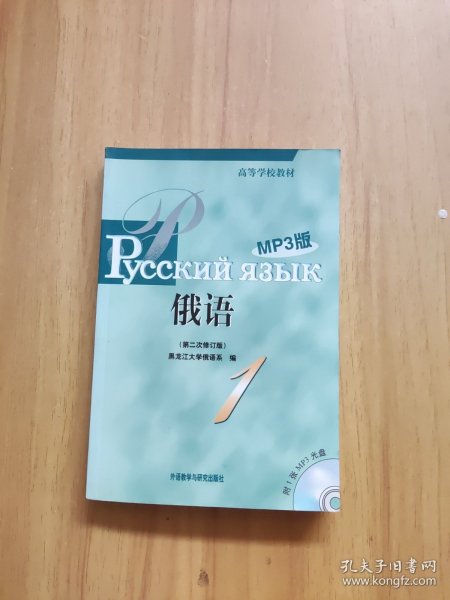 高等学校教材
MP3版
Русский язык
俄语
(第二次修订版)
黑龙江大学俄语系 编
1
附1张MP3光盘
外语教学与研究出版社
孔夫子旧书网
www.kongfz.com